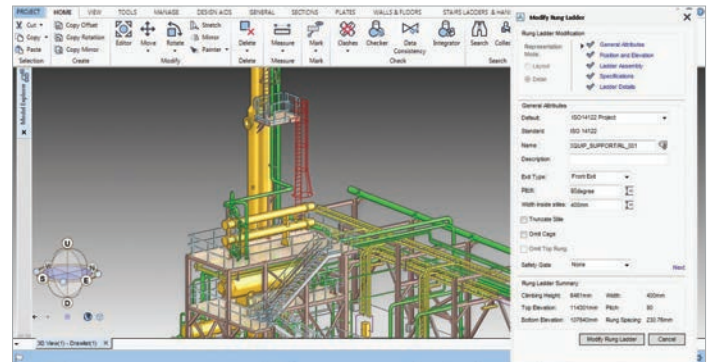 PROJECT HOME VIEW TOOLS MANAGE DESIGN AIDS GENERAL SECTIONS PLATES WALLS & FLOORS STAIRS LADDERS & HAN
Cut Copy Offset Stretch
Copy Copy Rotation Mirror
Paste Copy Mirror Painter
Editor Move Rotate Delete Measure Mark Clashes Checker Data Consistency Integrator Search Collec
Selection Create Modify Delete Measure Mark Check Search
Model Explorer
U
N
S
E
D
3D View(1) - Drawlist(1)
Modify Rung Ladder
Rung Ladder Modification
Representation Mode:
Layout
Detail
General Attributes
Position and Elevation
Ladder Assembly
Specifications
Ladder Details
General Attributes
Default: ISO14122 Project
Standard ISO 14122
Name EQUIP_SUPPORT/RL_001
Description
Exit Type: Front Exit
Pitch: 90degree
Width inside stiles: 400mm
Truncate Stile
Omit Cage
Omit Top Rung
Safety Gate: None
Next
Rung Ladder Summary
Climbing Height: 6461mm Width: 400mm
Top Elevation: 114301mm Pitch: 90
Bottom Elevation: 107840mm Rung Spacing: 230.76mm
Modify Rung Ladder Cancel